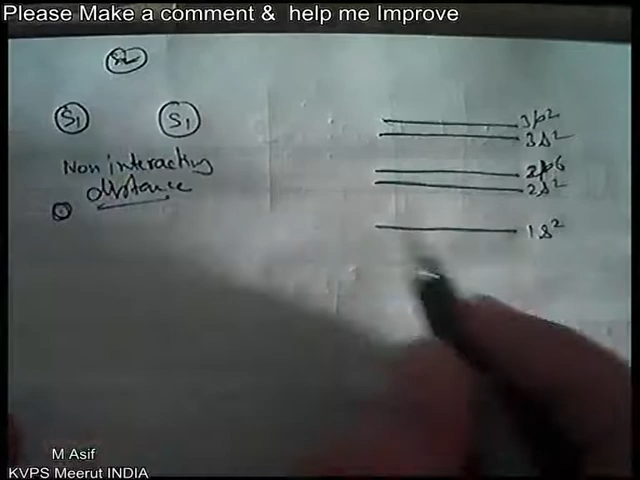 Please Make a comment & help me Improve
S1
S1
Non interacting
distance
3p2
3s2
2p6
2s2
1s2
M Asif
KVPS Meerut INDIA